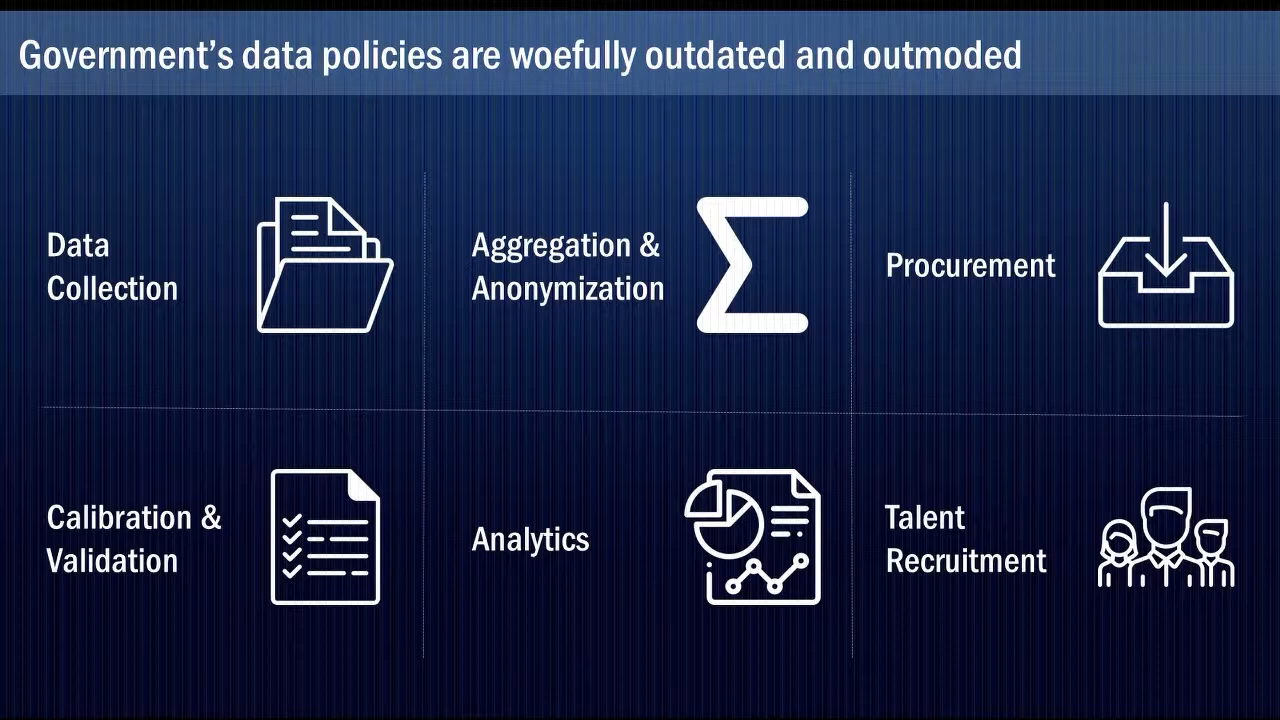 Government’s data policies are woefully outdated and outmoded
Data
Collection
Aggregation &
Anonymization
Procurement
Calibration &
Validation
Analytics
Talent
Recruitment